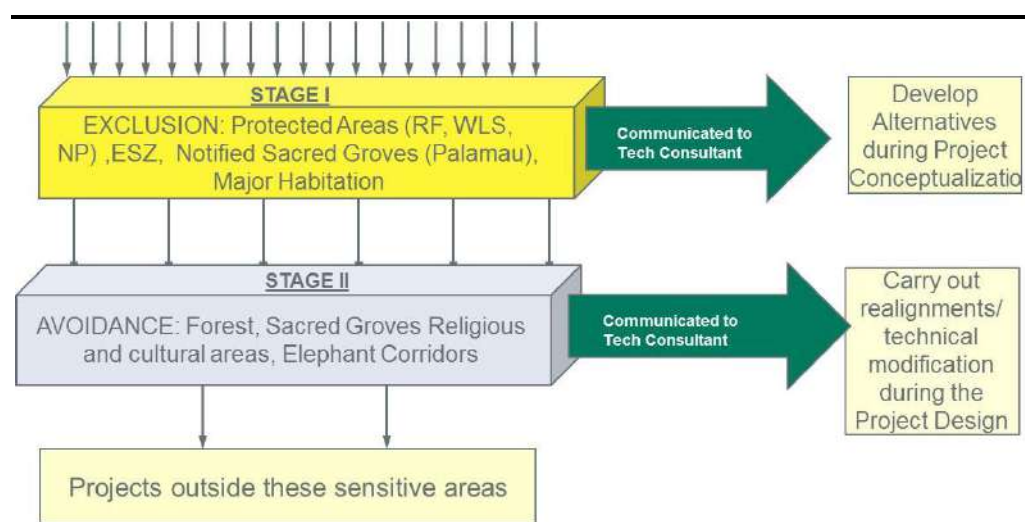 STAGE I
EXCLUSION: Protected Areas (RF, WLS,
NP) ,ESZ, Notified Sacred Groves (Palamau),
Major Habitation
Communicated to
Tech Consultant
Develop
Alternatives
during Project
Conceptualizatio
STAGE II
AVOIDANCE: Forest, Sacred Groves Religious
and cultural areas, Elephant Corridors
Communicated to
Tech Consultant
Carry out
realignments/
technical
modification
during the
Project Design
Projects outside these sensitive areas